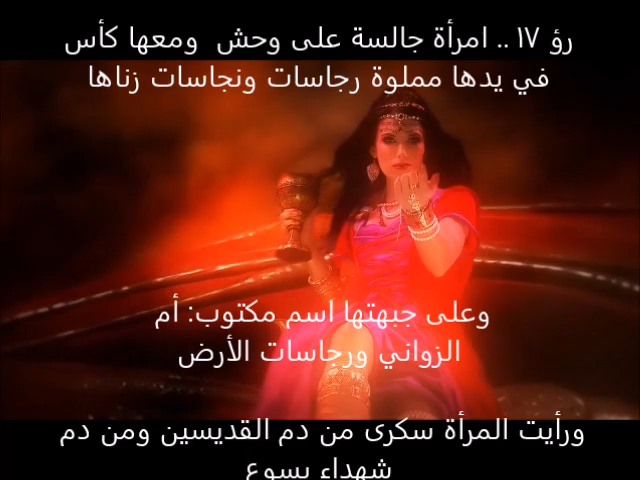 رؤ ١٧ .. امرأة جالسة على وحش ومعها كأس
في يدها مملوة رجاسات ونجاسات زناها
وعلى جبهتها اسم مكتوب: أم
الزواني ورجاسات الأرض
ورأيت المرأة سكرى من دم القديسين ومن دم
شهداء يسوع